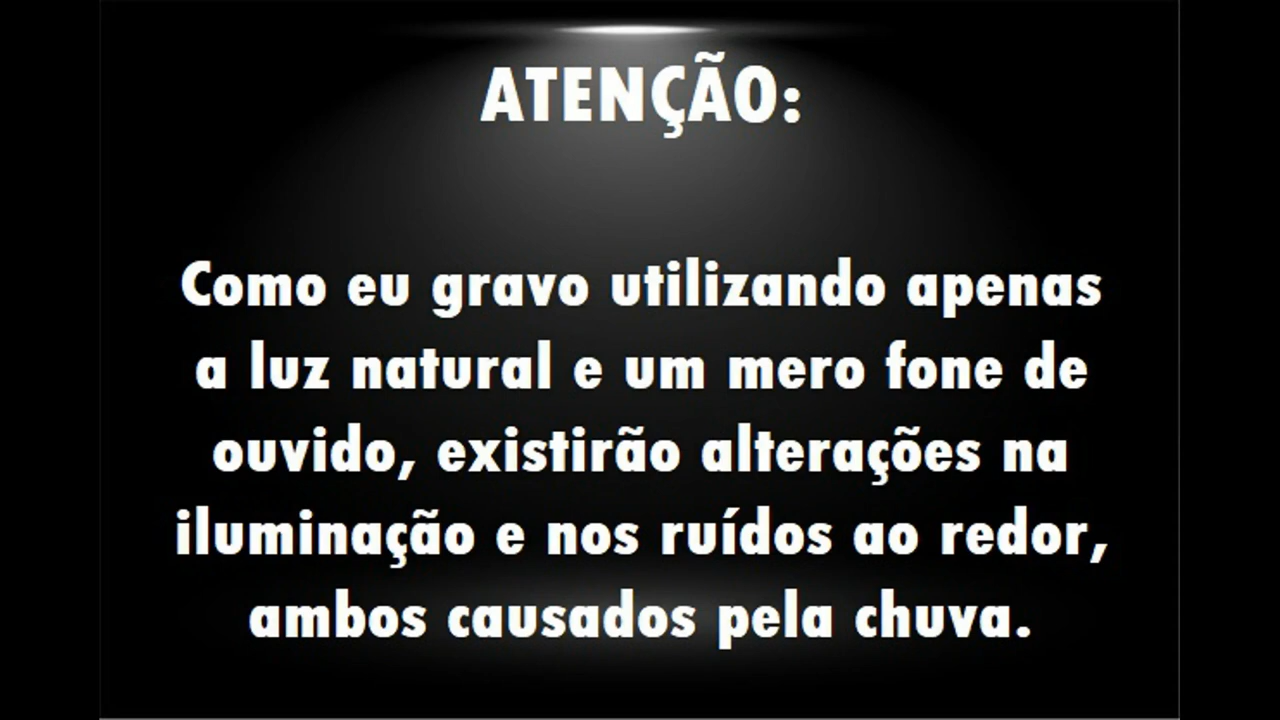 ATENÇÃO:
Como eu gravo utilizando apenas
a luz natural e um mero fone de
ouvido, existirão alterações na
iluminação e nos ruídos ao redor,
ambos causados pela chuva.